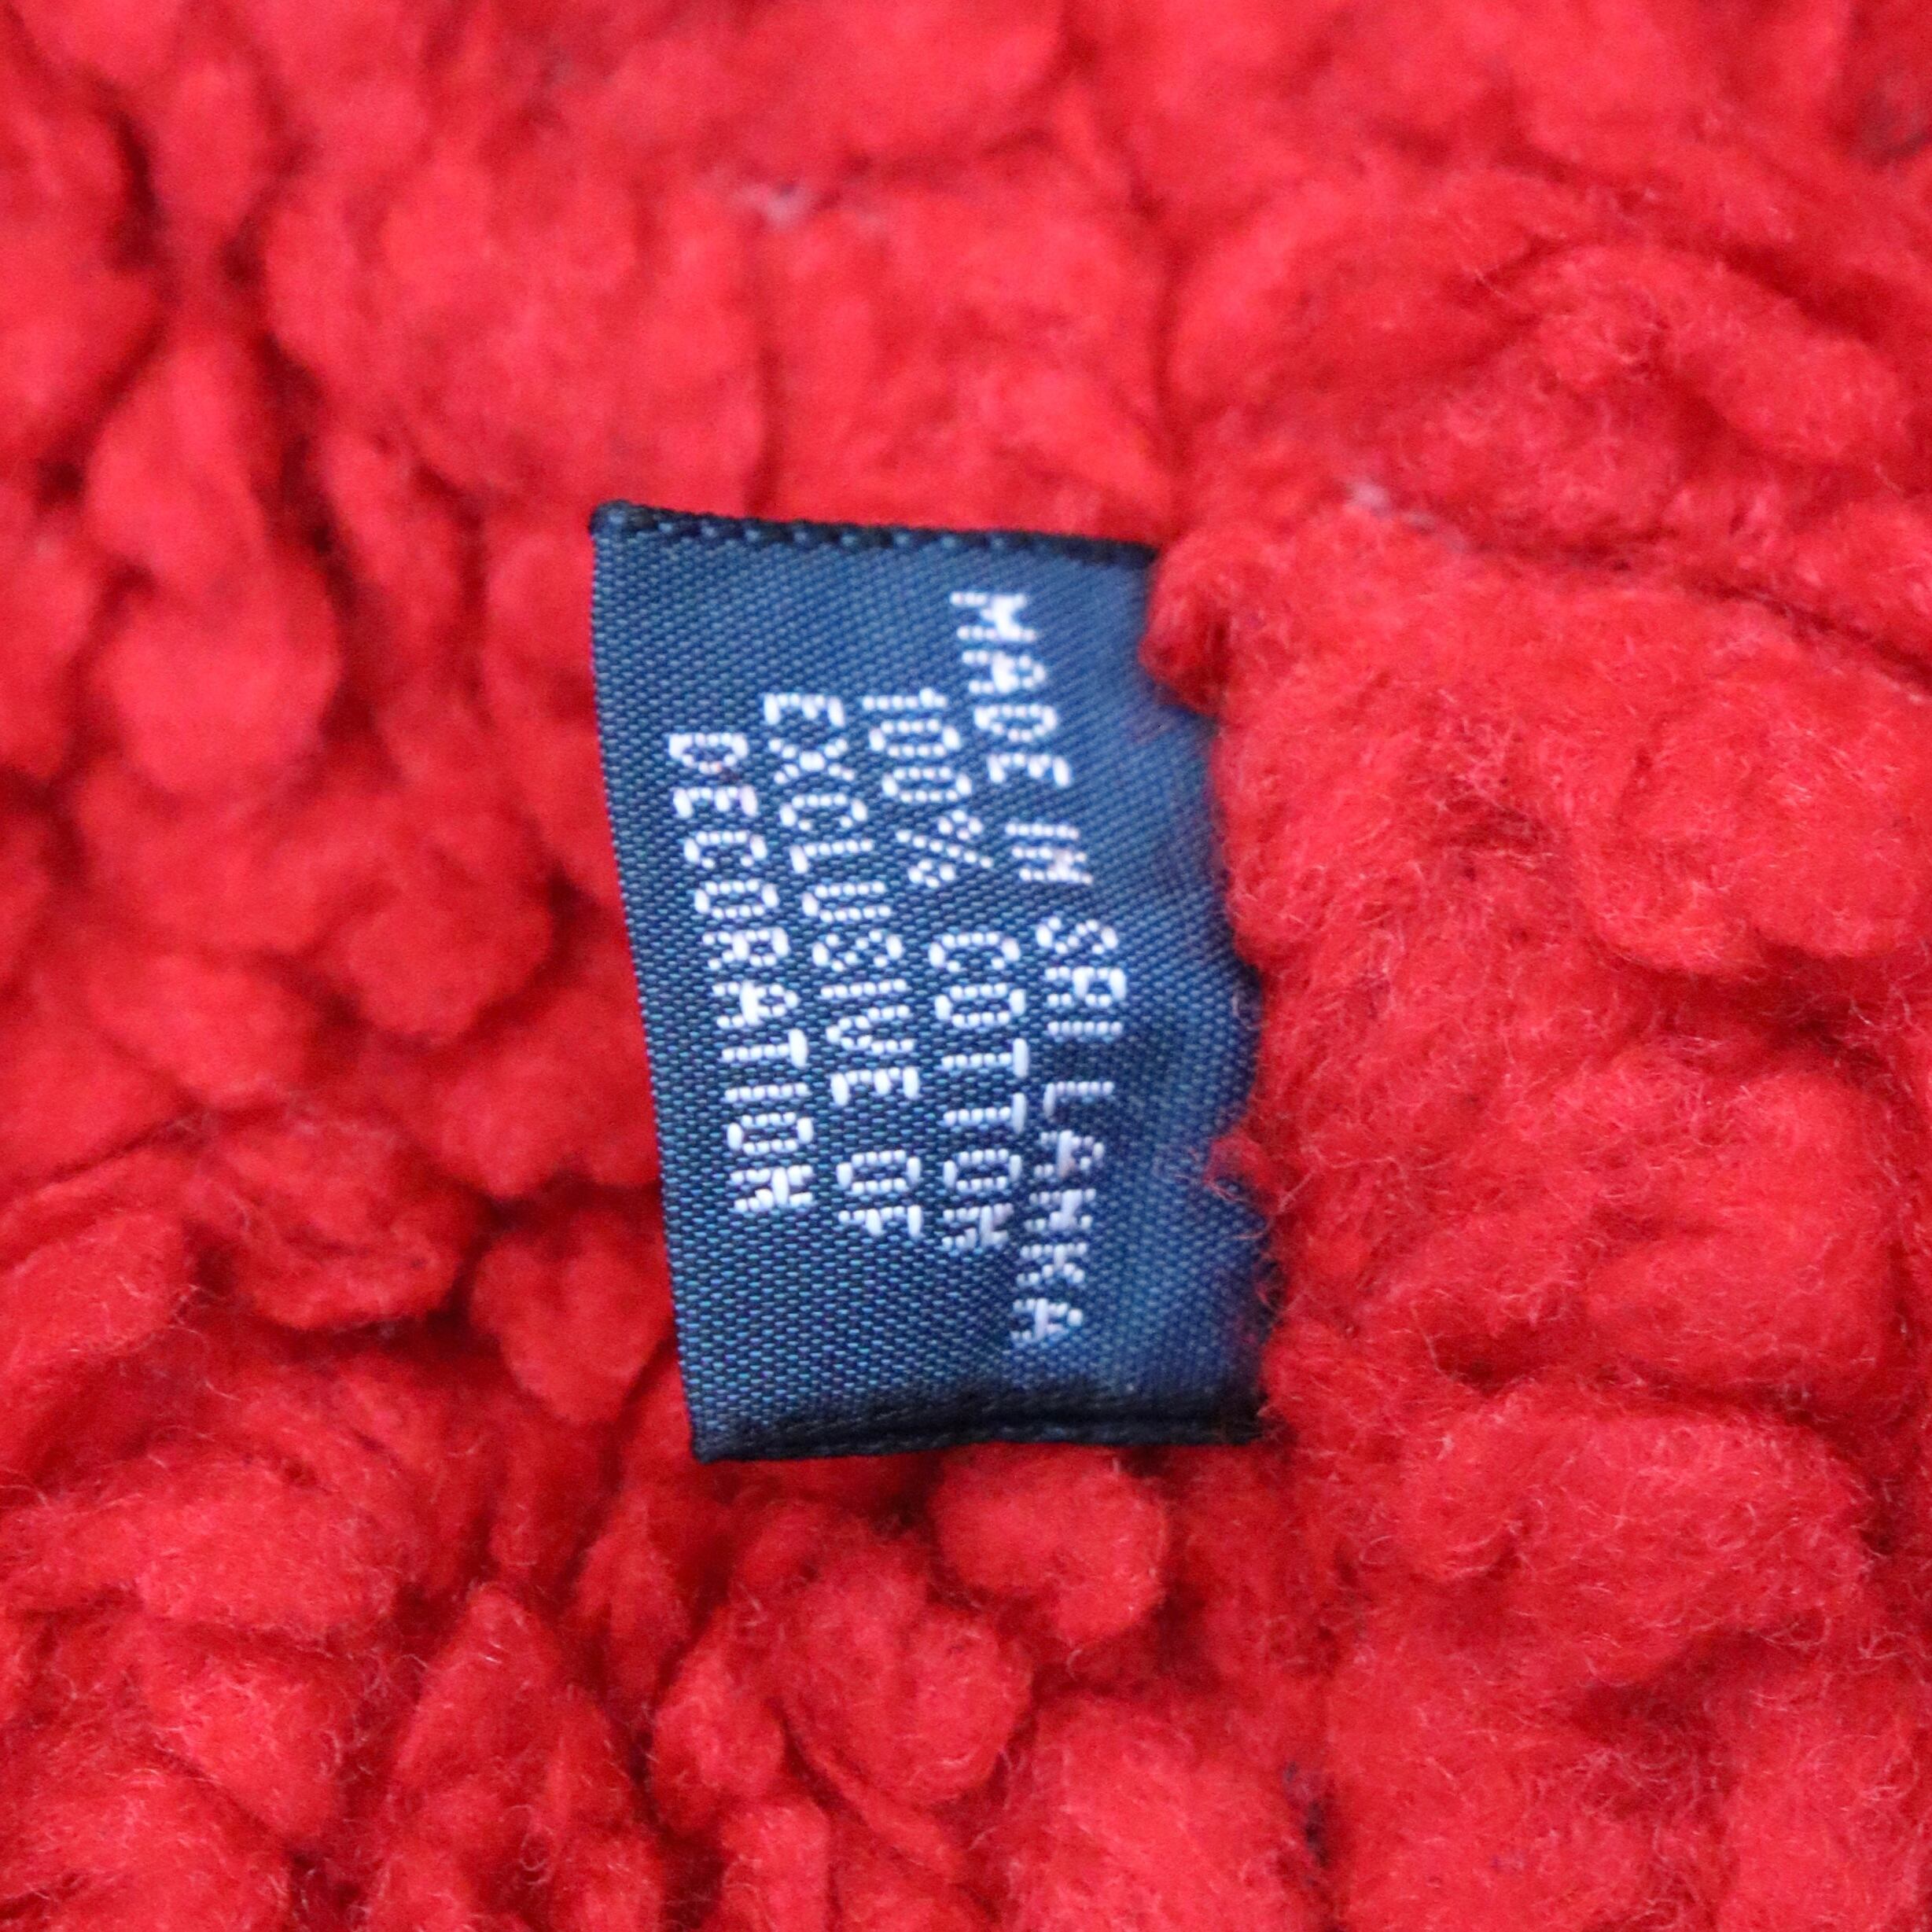 MADE IN SRI LANKA
100% COTTON
EXCLUSIVE OF
DECORATION